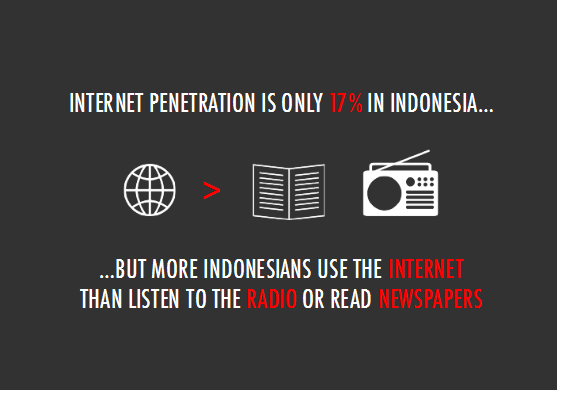 INTERNET PENETRATION IS ONLY 17% IN INDONESIA...
>
...BUT MORE INDONESIANS USE THE INTERNET
THAN LISTEN TO THE RADIO OR READ NEWSPAPERS